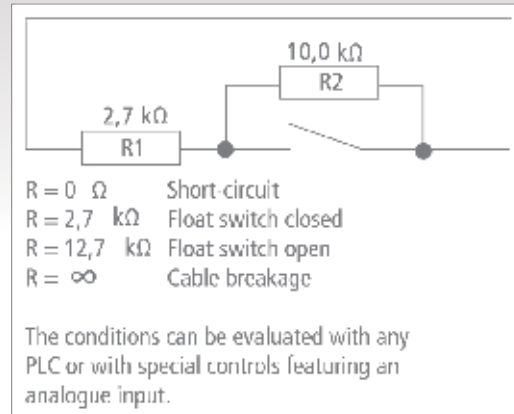 10,0 kΩ
R2
2,7 kΩ
R1
R = 0 Ω Short-circuit
R = 2,7 kΩ Float switch closed
R = 12,7 kΩ Float switch open
R = ∞ Cable breakage
The conditions can be evaluated with any
PLC or with special controls featuring an
analogue input.